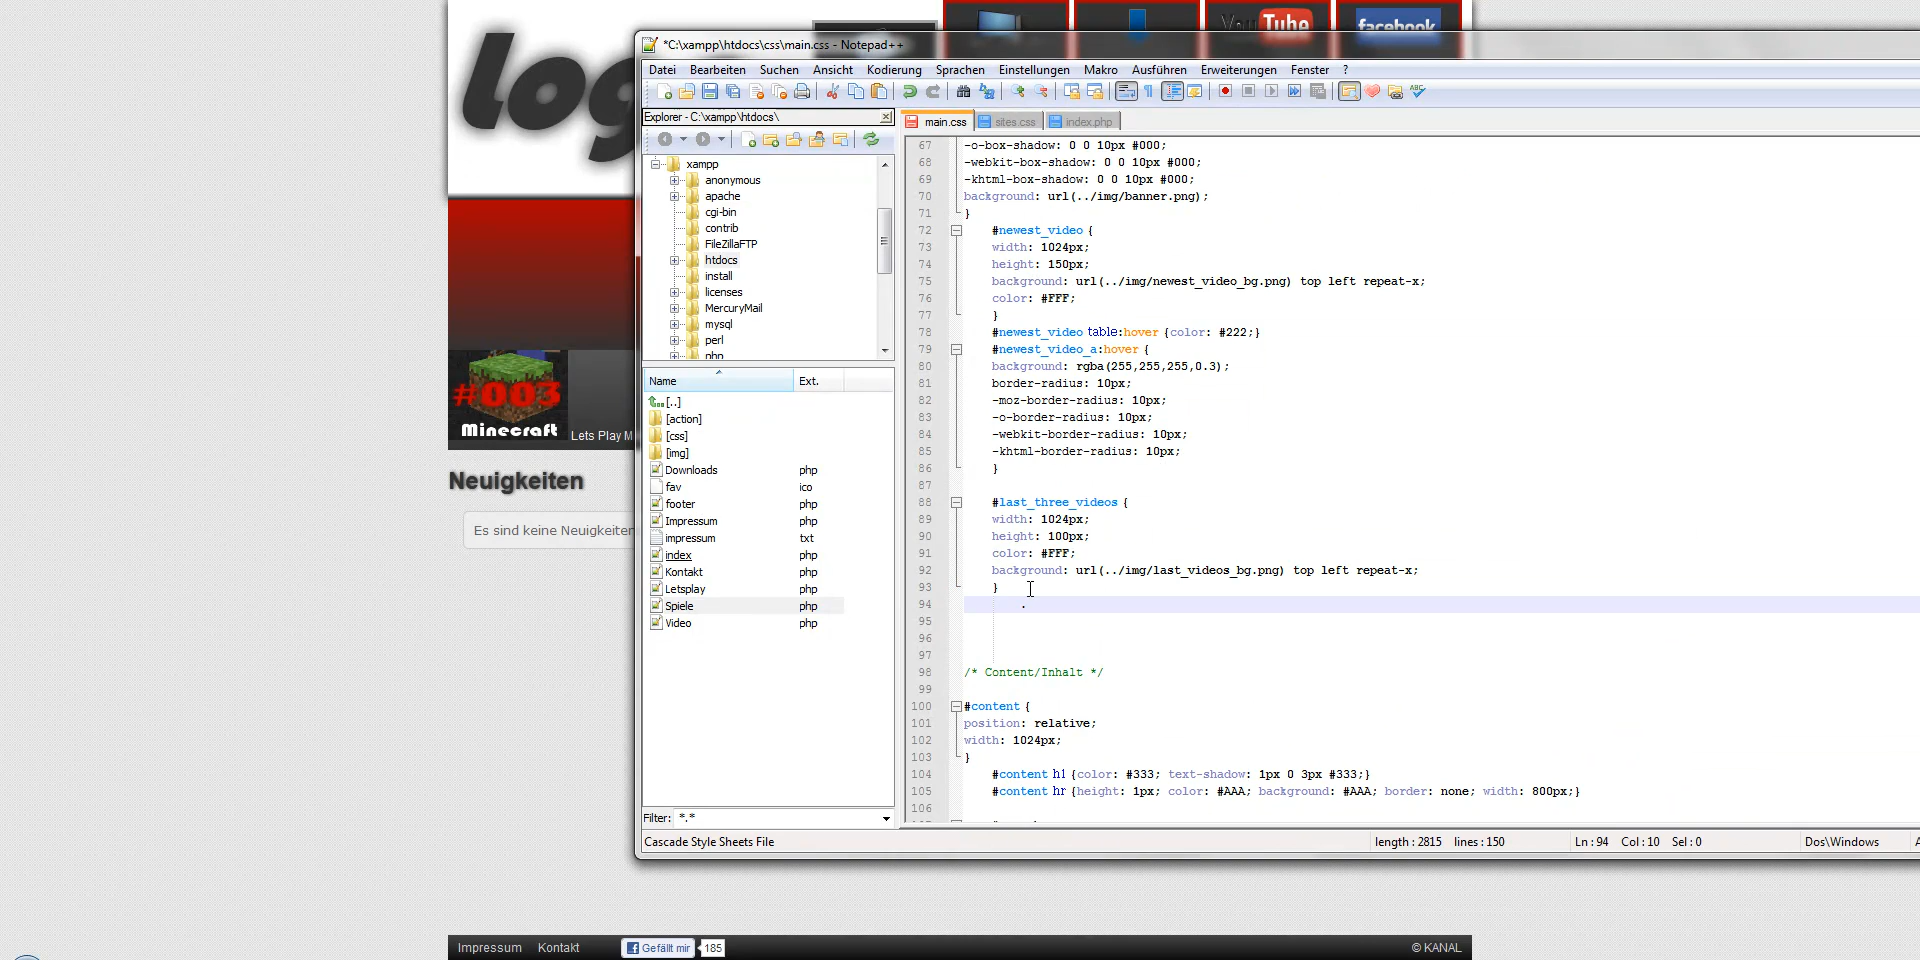 log
You Tube
facebook
*C:\xampp\htdocs\css\main.css - Notepad++
Datei Bearbeiten Suchen Ansicht Kodierung Sprachen Einstellungen Makro Ausführen Erweiterungen Fenster ?
Explorer - C:\xampp\htdocs\
main.css sites.css index.php
xampp
anonymous
apache
cgi-bin
contrib
FileZillaFTP
htdocs
install
licenses
MercuryMail
mysql
perl
php
Name Ext.
[..]
[action]
[css]
[img]
Downloads php
fav ico
footer php
Impressum php
impressum txt
index php
Kontakt php
Letsplay php
Spiele php
Video php
Filter: *.*
67 -o-box-shadow: 0 0 10px #000;
68 -webkit-box-shadow: 0 0 10px #000;
69 -khtml-box-shadow: 0 0 10px #000;
70 background: url(../img/banner.png);
71 }
72 #newest_video {
73 width: 1024px;
74 height: 150px;
75 background: url(../img/newest_video_bg.png) top left repeat-x;
76 color: #FFF;
77 }
78 #newest_video table:hover {color: #222;}
79 #newest_video_a:hover {
80 background: rgba(255,255,255,0.3);
81 border-radius: 10px;
82 -moz-border-radius: 10px;
83 -o-border-radius: 10px;
84 -webkit-border-radius: 10px;
85 -khtml-border-radius: 10px;
86 }
87
88 #last_three_videos {
89 width: 1024px;
90 height: 100px;
91 color: #FFF;
92 background: url(../img/last_videos_bg.png) top left repeat-x;
93 }
94 .
95
96
97
98 /* Content/Inhalt */
99
100 #content {
101 position: relative;
102 width: 1024px;
103 }
104 #content h1 {color: #333; text-shadow: 1px 0 3px #333;}
105 #content hr {height: 1px; color: #AAA; background: #AAA; border: none; width: 800px;}
106
Cascade Style Sheets File length : 2815 lines : 150 Ln : 94 Col : 10 Sel : 0 Dos\Windows
#003
Minecraft
Lets Play M
Neuigkeiten
Es sind keine Neuigkeiten
Impressum Kontakt Gefällt mir 185 © KANAL